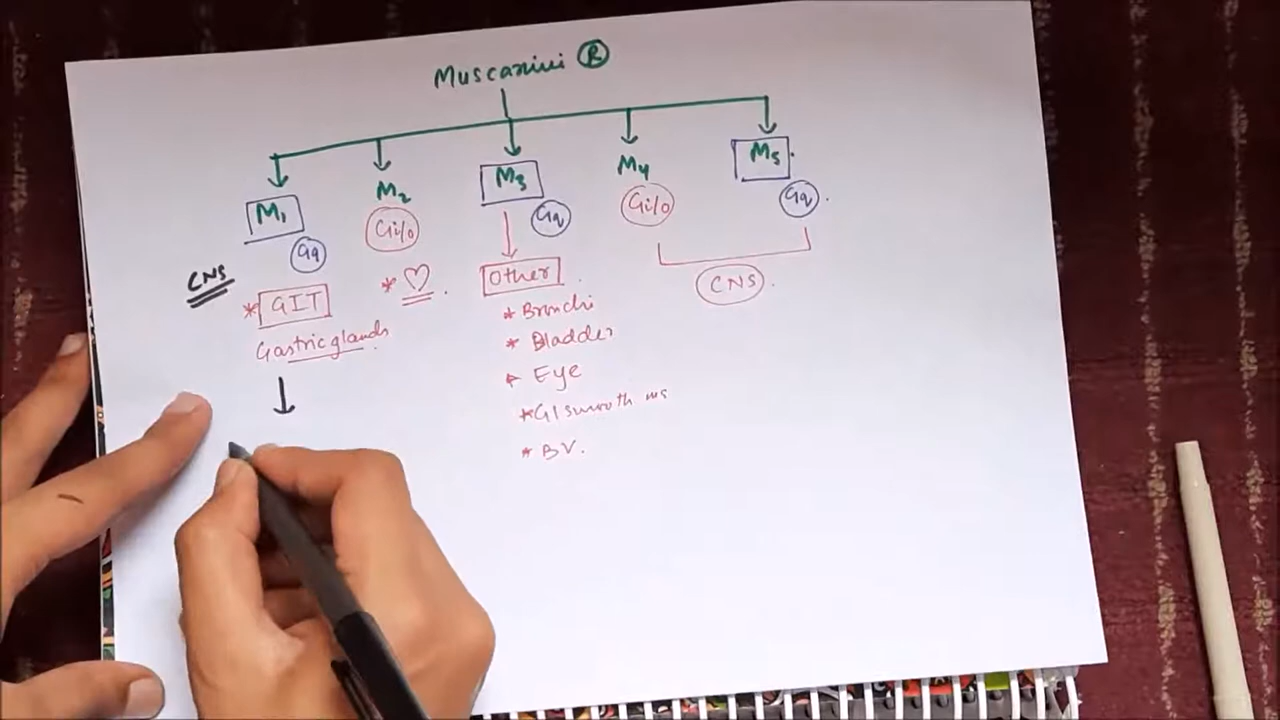 Muscarinic R
M1 M2 M3 M4 M5
Gq Gi/o Gq Gi/o Gq
CNS
* GIT
Gastric glands
* ♡
Other
* Bronchi
* Bladder
* Eye
* GI smooth ms
* BV.
CNS